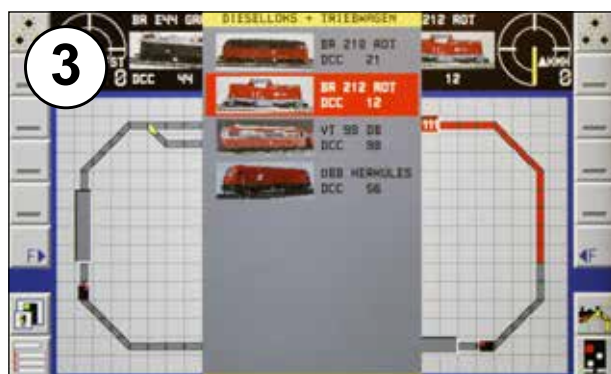 3
BR E44 GR
DIESELLOKS + TRIEBWAGEN
212 ROT
ST
0 DCC 44
12
0
BR 218 ROT
DCC 21
BR 212 ROT
DCC 12
VT 98 DB
DCC 98
ÖBB HERKULES
DCC 56
F
F